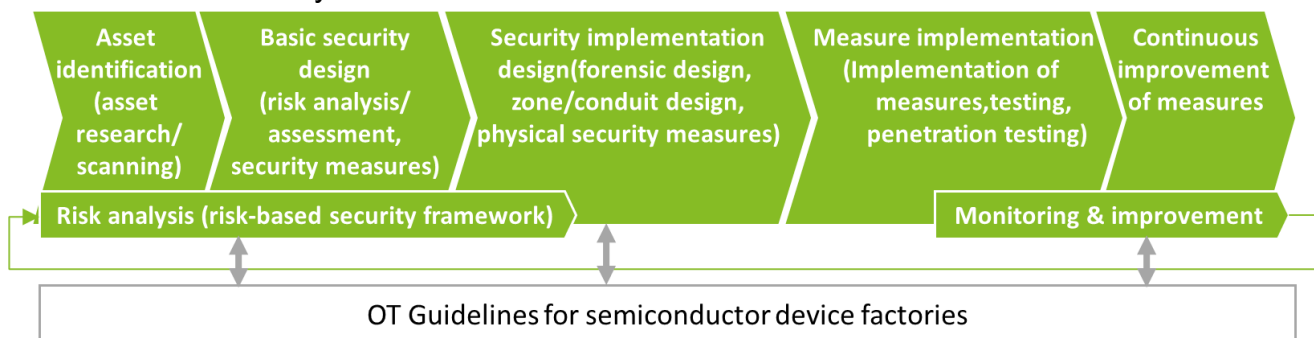 Asset
identification
(asset
research/
scanning)
Basic security
design
(risk analysis/
assessment,
security measures)
Security implementation
design(forensic design,
zone/conduit design,
physical security measures)
Measure implementation
(Implementation of
measures,testing,
penetration testing)
Continuous
improvement
of measures
Risk analysis (risk-based security framework)
Monitoring & improvement
OT Guidelines for semiconductor device factories